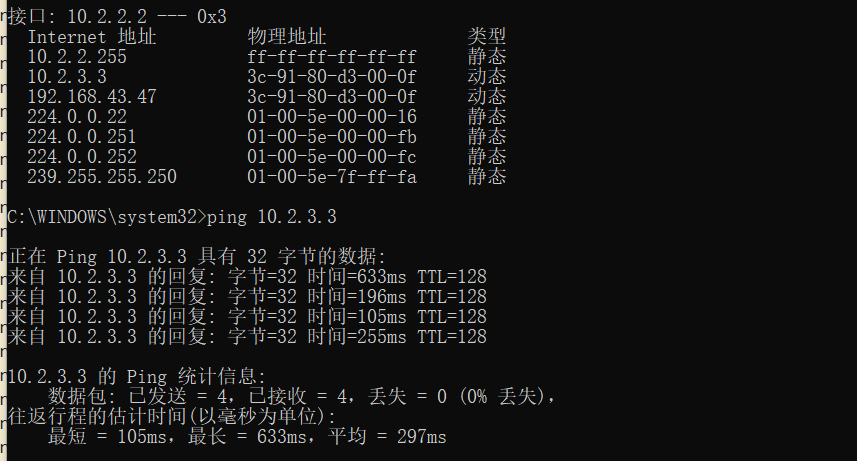 接口: 10.2.2.2 --- 0x3
Internet 地址 物理地址 类型
10.2.2.255 ff-ff-ff-ff-ff-ff 静态
10.2.3.3 3c-91-80-d3-00-0f 动态
192.168.43.47 3c-91-80-d3-00-0f 动态
224.0.0.22 01-00-5e-00-00-16 静态
224.0.0.251 01-00-5e-00-00-fb 静态
224.0.0.252 01-00-5e-00-00-fc 静态
239.255.255.250 01-00-5e-7f-ff-fa 静态
C:\WINDOWS\system32>ping 10.2.3.3
正在 Ping 10.2.3.3 具有 32 字节的数据:
来自 10.2.3.3 的回复: 字节=32 时间=633ms TTL=128
来自 10.2.3.3 的回复: 字节=32 时间=196ms TTL=128
来自 10.2.3.3 的回复: 字节=32 时间=105ms TTL=128
来自 10.2.3.3 的回复: 字节=32 时间=255ms TTL=128
10.2.3.3 的 Ping 统计信息:
数据包: 已发送 = 4，已接收 = 4，丢失 = 0 (0% 丢失)，
往返行程的估计时间(以毫秒为单位):
最短 = 105ms，最长 = 633ms，平均 = 297ms